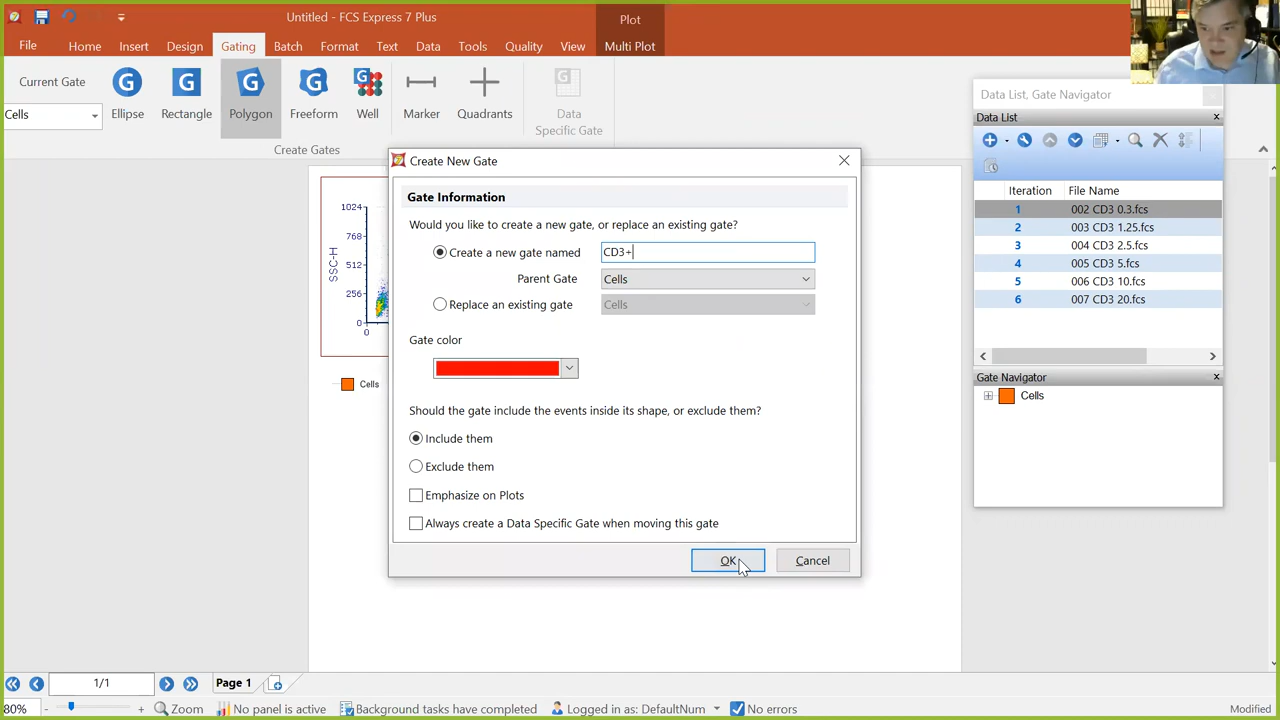 Untitled - FCS Express 7 Plus
Plot
File Home Insert Design Gating Batch Format Text Data Tools Quality View Multi Plot
Current Gate
Cells
Ellipse
Rectangle
Polygon
Freeform
Well
Marker
Quadrants
Data
Specific Gate
Create Gates
Create New Gate
Gate Information
Would you like to create a new gate, or replace an existing gate?
Create a new gate named CD3+
Parent Gate Cells
Replace an existing gate Cells
Gate color
Should the gate include the events inside its shape, or exclude them?
Include them
Exclude them
Emphasize on Plots
Always create a Data Specific Gate when moving this gate
OK Cancel
1024
768
512
256
0
0
SSC-H
Cells
Data List, Gate Navigator
Data List
Iteration File Name
1 002 CD3 0.3.fcs
2 003 CD3 1.25.fcs
3 004 CD3 2.5.fcs
4 005 CD3 5.fcs
5 006 CD3 10.fcs
6 007 CD3 20.fcs
Gate Navigator
Cells
1/1 Page 1
80% - + Zoom No panel is active Background tasks have completed Logged in as: DefaultNum No errors Modified